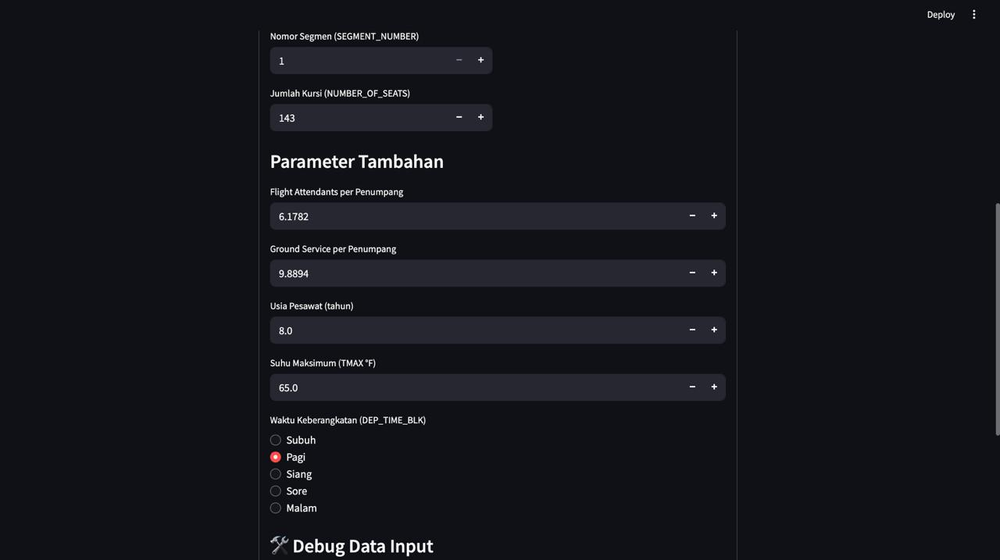 Deploy
Nomor Segmen (SEGMENT_NUMBER)
1
Jumlah Kursi (NUMBER_OF_SEATS)
143
Parameter Tambahan
Flight Attendants per Penumpang
6.1782
Ground Service per Penumpang
9.8894
Usia Pesawat (tahun)
8.0
Suhu Maksimum (TMAX °F)
65.0
Waktu Keberangkatan (DEP_TIME_BLK)
Subuh
Pagi
Siang
Sore
Malam
🛠 Debug Data Input